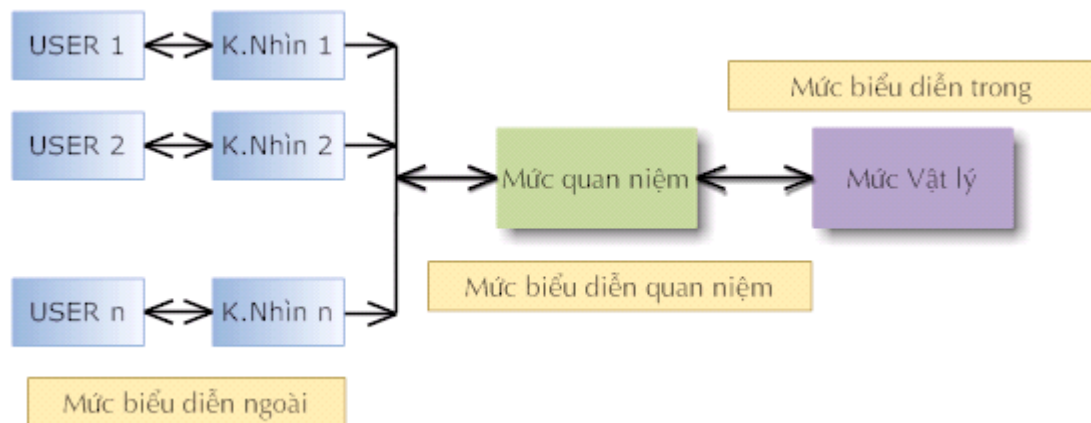 USER 1
K.Nhìn 1
Mức biểu diễn trong
USER 2
K.Nhìn 2
Mức quan niệm
Mức Vật lý
Mức biểu diễn quan niệm
USER n
K.Nhìn n
Mức biểu diễn ngoài